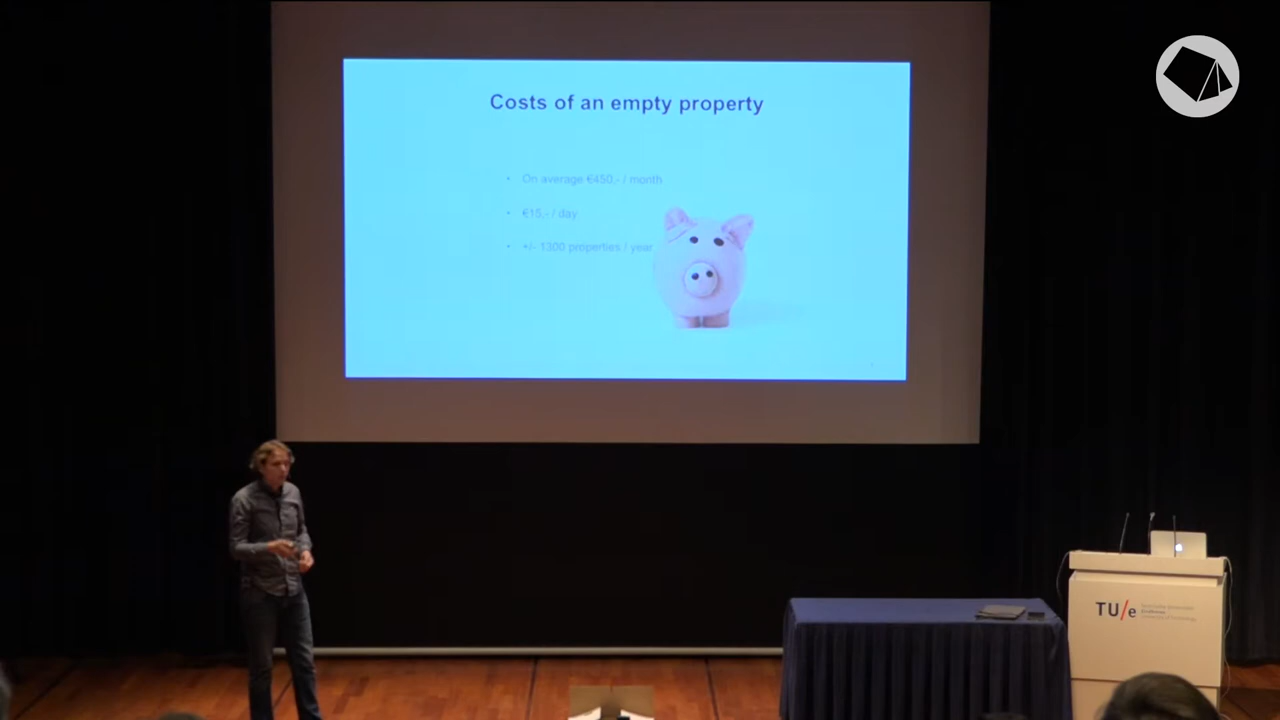 Costs of an empty property
• On average €450,- / month
• €15,- / day
• +/- 1300 properties / year
TU/e